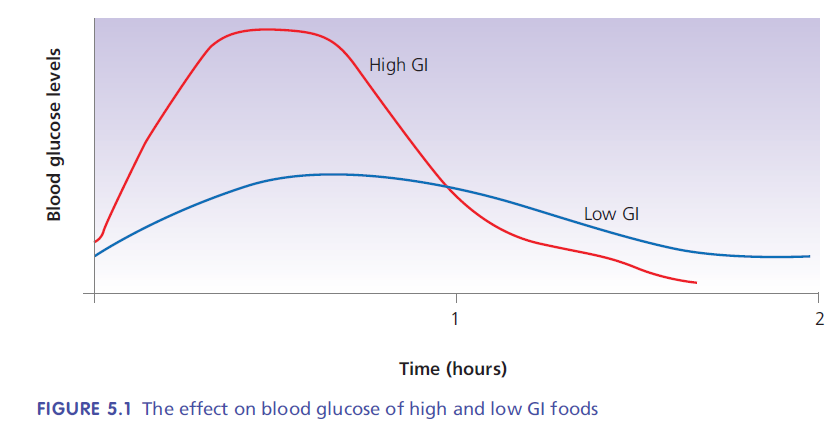 Blood glucose levels
High GI
Low GI
1
2
Time (hours)
FIGURE 5.1 The effect on blood glucose of high and low GI foods